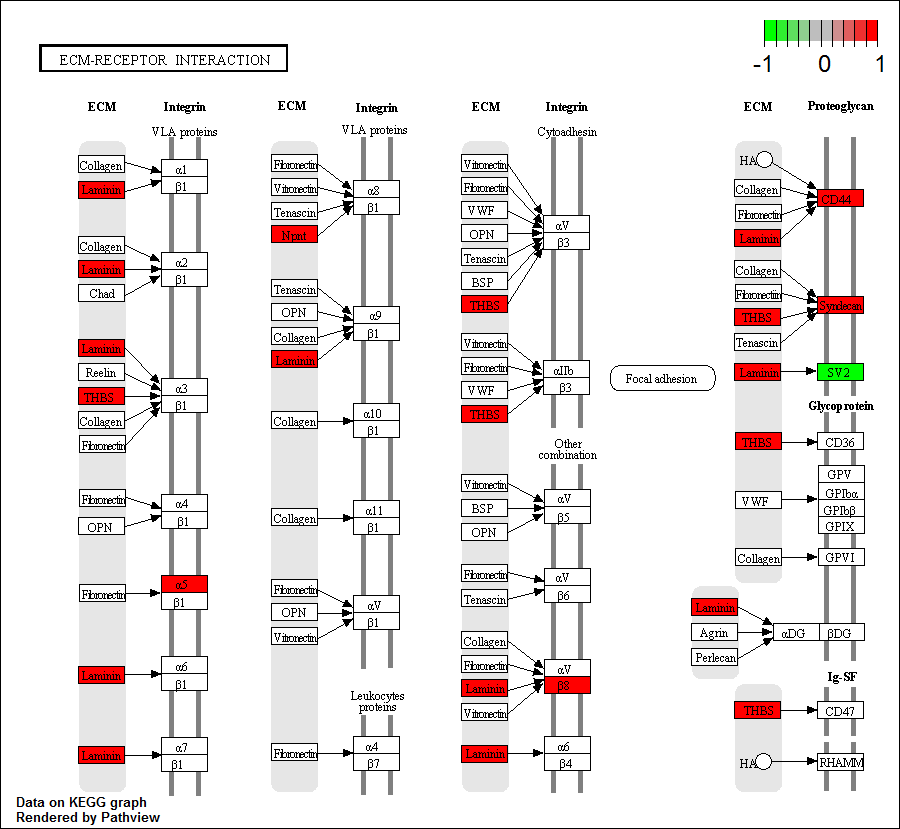 ECM-RECEPTOR INTERACTION
-1 0 1
ECM Integrin
VLA proteins
Collagen
Laminin
α1
β1
Collagen
Laminin
Chad
α2
β1
Laminin
Reelin
THBS
Collagen
Fibronectin
α3
β1
Fibronectin
OPN
α4
β1
Fibronectin
α5
β1
Laminin
α6
β1
Laminin
α7
β1
ECM Integrin
VLA proteins
Fibronectin
Vitronectin
Tenascin
Npnt
α8
β1
Tenascin
OPN
Collagen
Laminin
α9
β1
Collagen
α10
β1
Collagen
α11
β1
Fibronectin
OPN
Vitronectin
αV
β1
Leukocytes
proteins
Fibronectin
α4
β7
ECM Integrin
Cytoadhesin
Vitronectin
Fibronectin
VWF
OPN
Tenascin
BSP
THBS
αV
β3
Vitronectin
Fibronectin
VWF
THBS
αIIb
β3
Other
combination
Vitronectin
BSP
OPN
αV
β5
Fibronectin
Tenascin
αV
β6
Collagen
Fibronectin
Laminin
Vitronectin
αV
β8
Laminin
α6
β4
Focal adhesion
ECM Proteoglycan
HA
Collagen
Fibronectin
Laminin
CD44
Collagen
Fibronectin
THBS
Tenascin
Syndecan
Laminin
SV2
Glycoprotein
THBS
CD36
VWF
GPV
GPIbα
GPIbβ
GPIX
Collagen
GPVI
Laminin
Agrin
Perlecan
αDG βDG
Ig-SF
THBS
CD47
HA
RHAMM
Data on KEGG graph
Rendered by Pathview